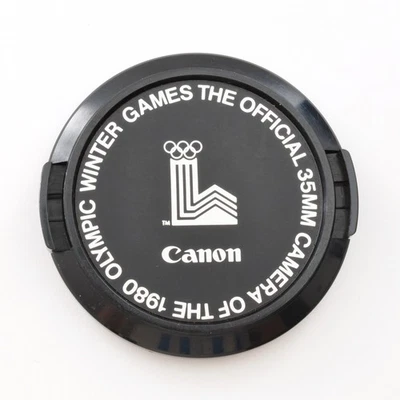 THE OFFICIAL 35MM CAMERA OF THE 1980 OLYMPIC WINTER GAMES
TM
Canon